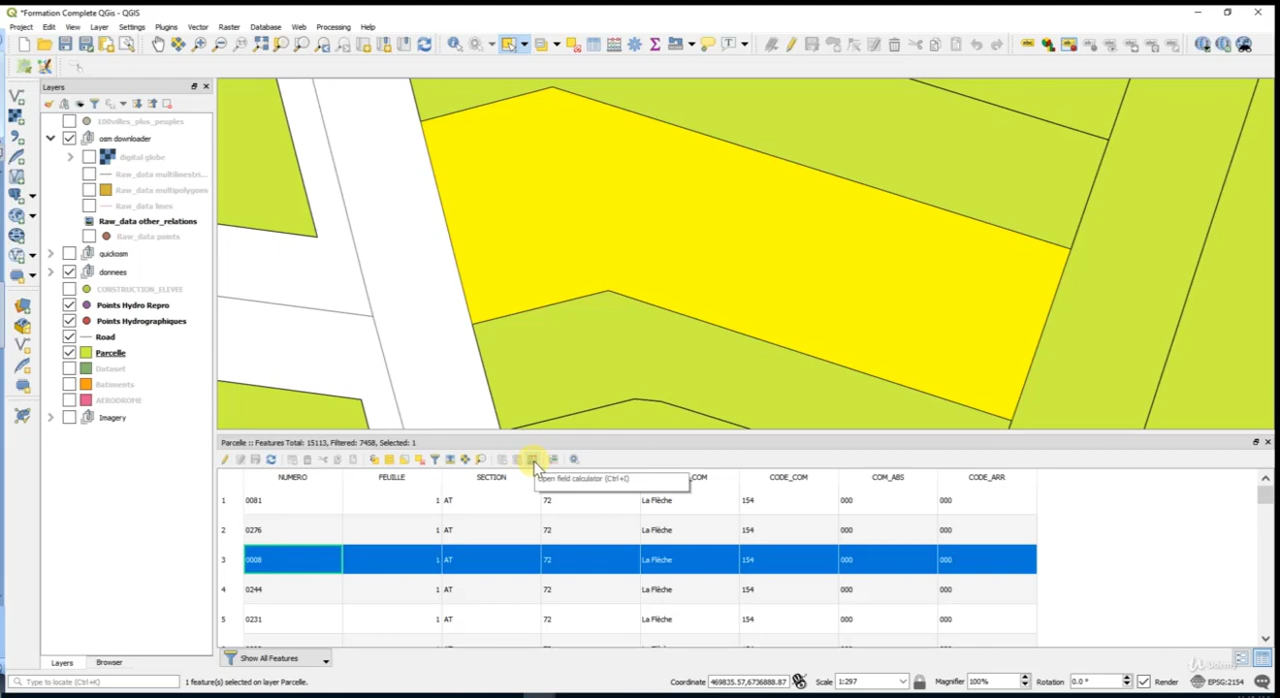 *Formation Complete QGis - QGIS
Project Edit View Layer Settings Plugins Vector Raster Database Web Processing Help
Layers
100villes_plus_peuples
osm downloader
digital globe
Raw_data multilinestri...
Raw_data multipolygons
Raw_data lines
Raw_data other_relations
Raw_data points
quickosm
donnees
CONSTRUCTION_ELEVEE
Points Hydro Repro
Points Hydrographiques
Road
Parcelle
Dataset
Batiments
AERODROME
Imagery
Parcelle :: Features Total: 15113, Filtered: 7458, Selected: 1
Open field calculator (Ctrl+I)
NUMERO FEUILLE SECTION _COM CODE_COM COM_ABS CODE_ARR
1 0081 1 AT 72 La Flèche 154 000 000
2 0276 1 AT 72 La Flèche 154 000 000
3 0008 1 AT 72 La Flèche 154 000 000
4 0244 1 AT 72 La Flèche 154 000 000
5 0231 1 AT 72 La Flèche 154 000 000
Show All Features
Layers Browser
Udemy
Type to locate (Ctrl+K) 1 feature(s) selected on layer Parcelle. Coordinate 469835.57,6736888.87 Scale 1:297 Magnifier 100% Rotation 0.0 ° Render EPSG:2154